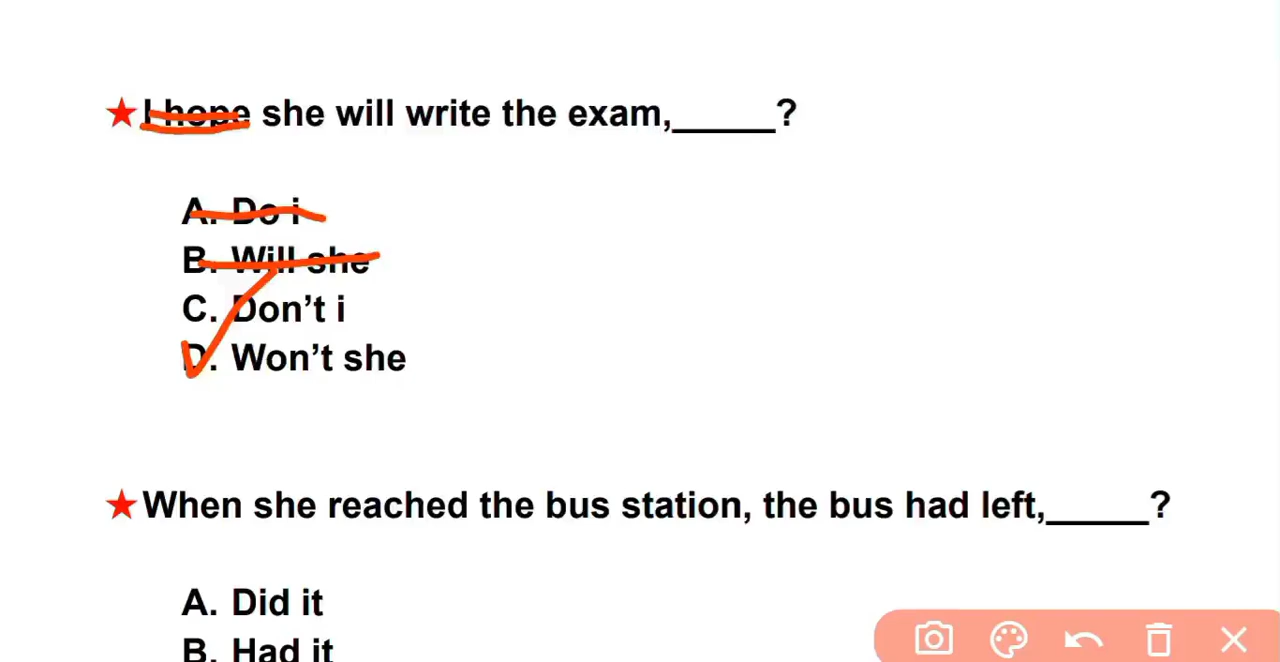 ★I hope she will write the exam,_____?
A. Do i
B. Will she
C. Don't i
D. Won't she
★When she reached the bus station, the bus had left,_____?
A. Did it
B. Had it